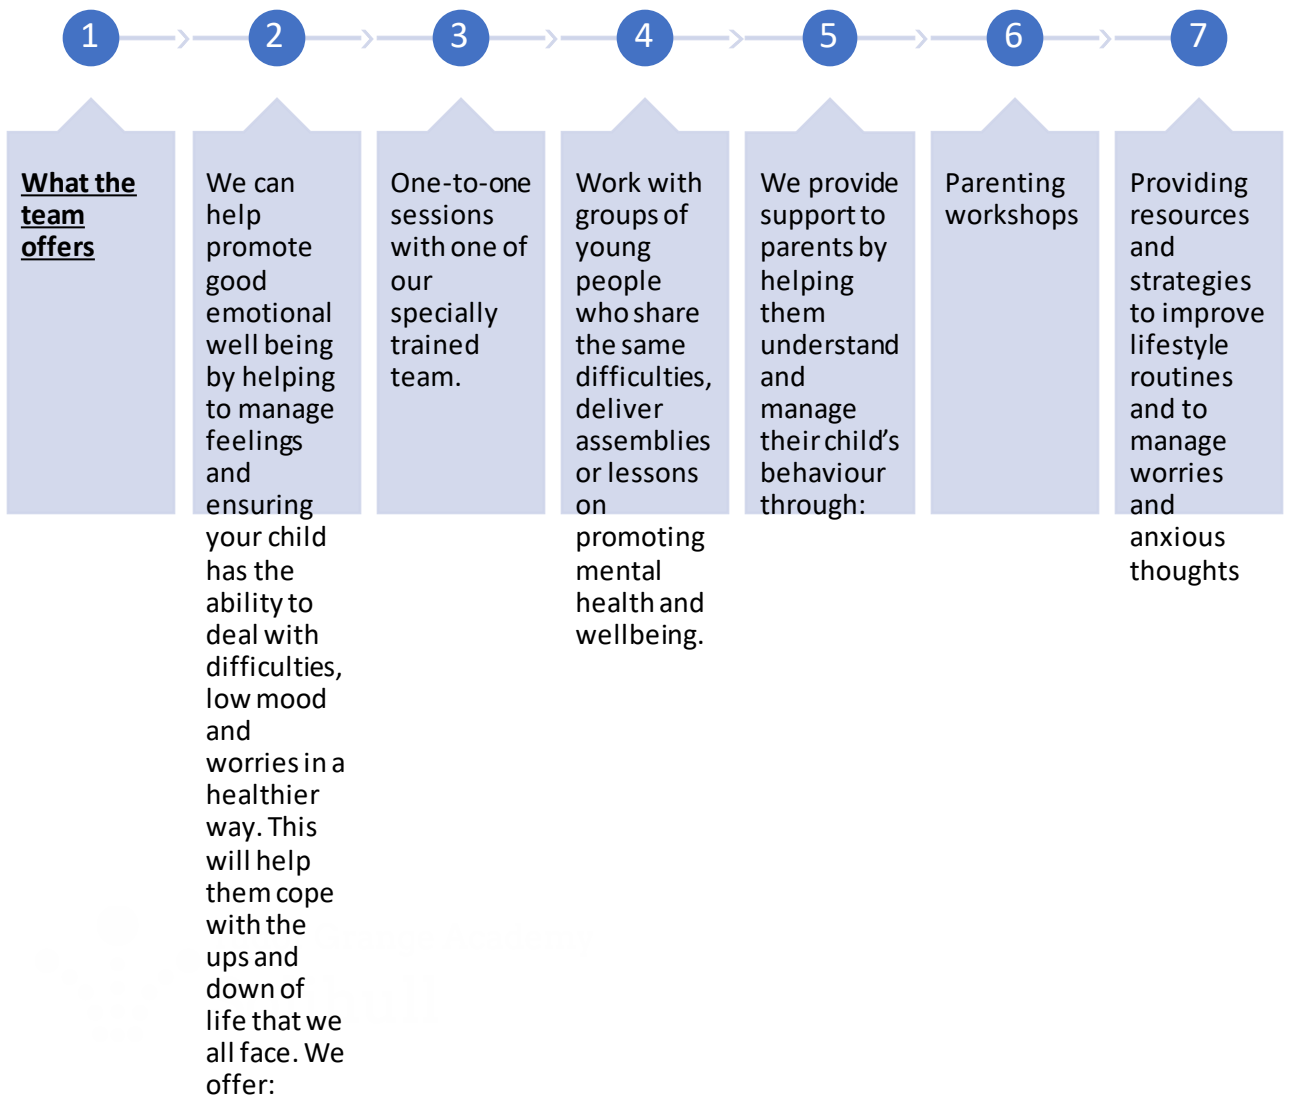 1
2
3
4
5
6
7
What the
team
offers
We can
help
promote
good
emotional
well being
by helping
to manage
feelings
and
ensuring
your child
has the
ability to
deal with
difficulties,
low mood
and
worries in a
healthier
way. This
will help
them cope
with the
ups and
down of
life that we
all face. We
offer:
One-to-one
sessions
with one of
our
specially
trained
team.
Work with
groups of
young
people
who share
the same
difficulties,
deliver
assemblies
or lessons
on
promoting
mental
health and
wellbeing.
We provide
support to
parents by
helping
them
understand
and
manage
their child’s
behaviour
through:
Parenting
workshops
Providing
resources
and
strategies
to improve
lifestyle
routines
and to
manage
worries
and
anxious
thoughts